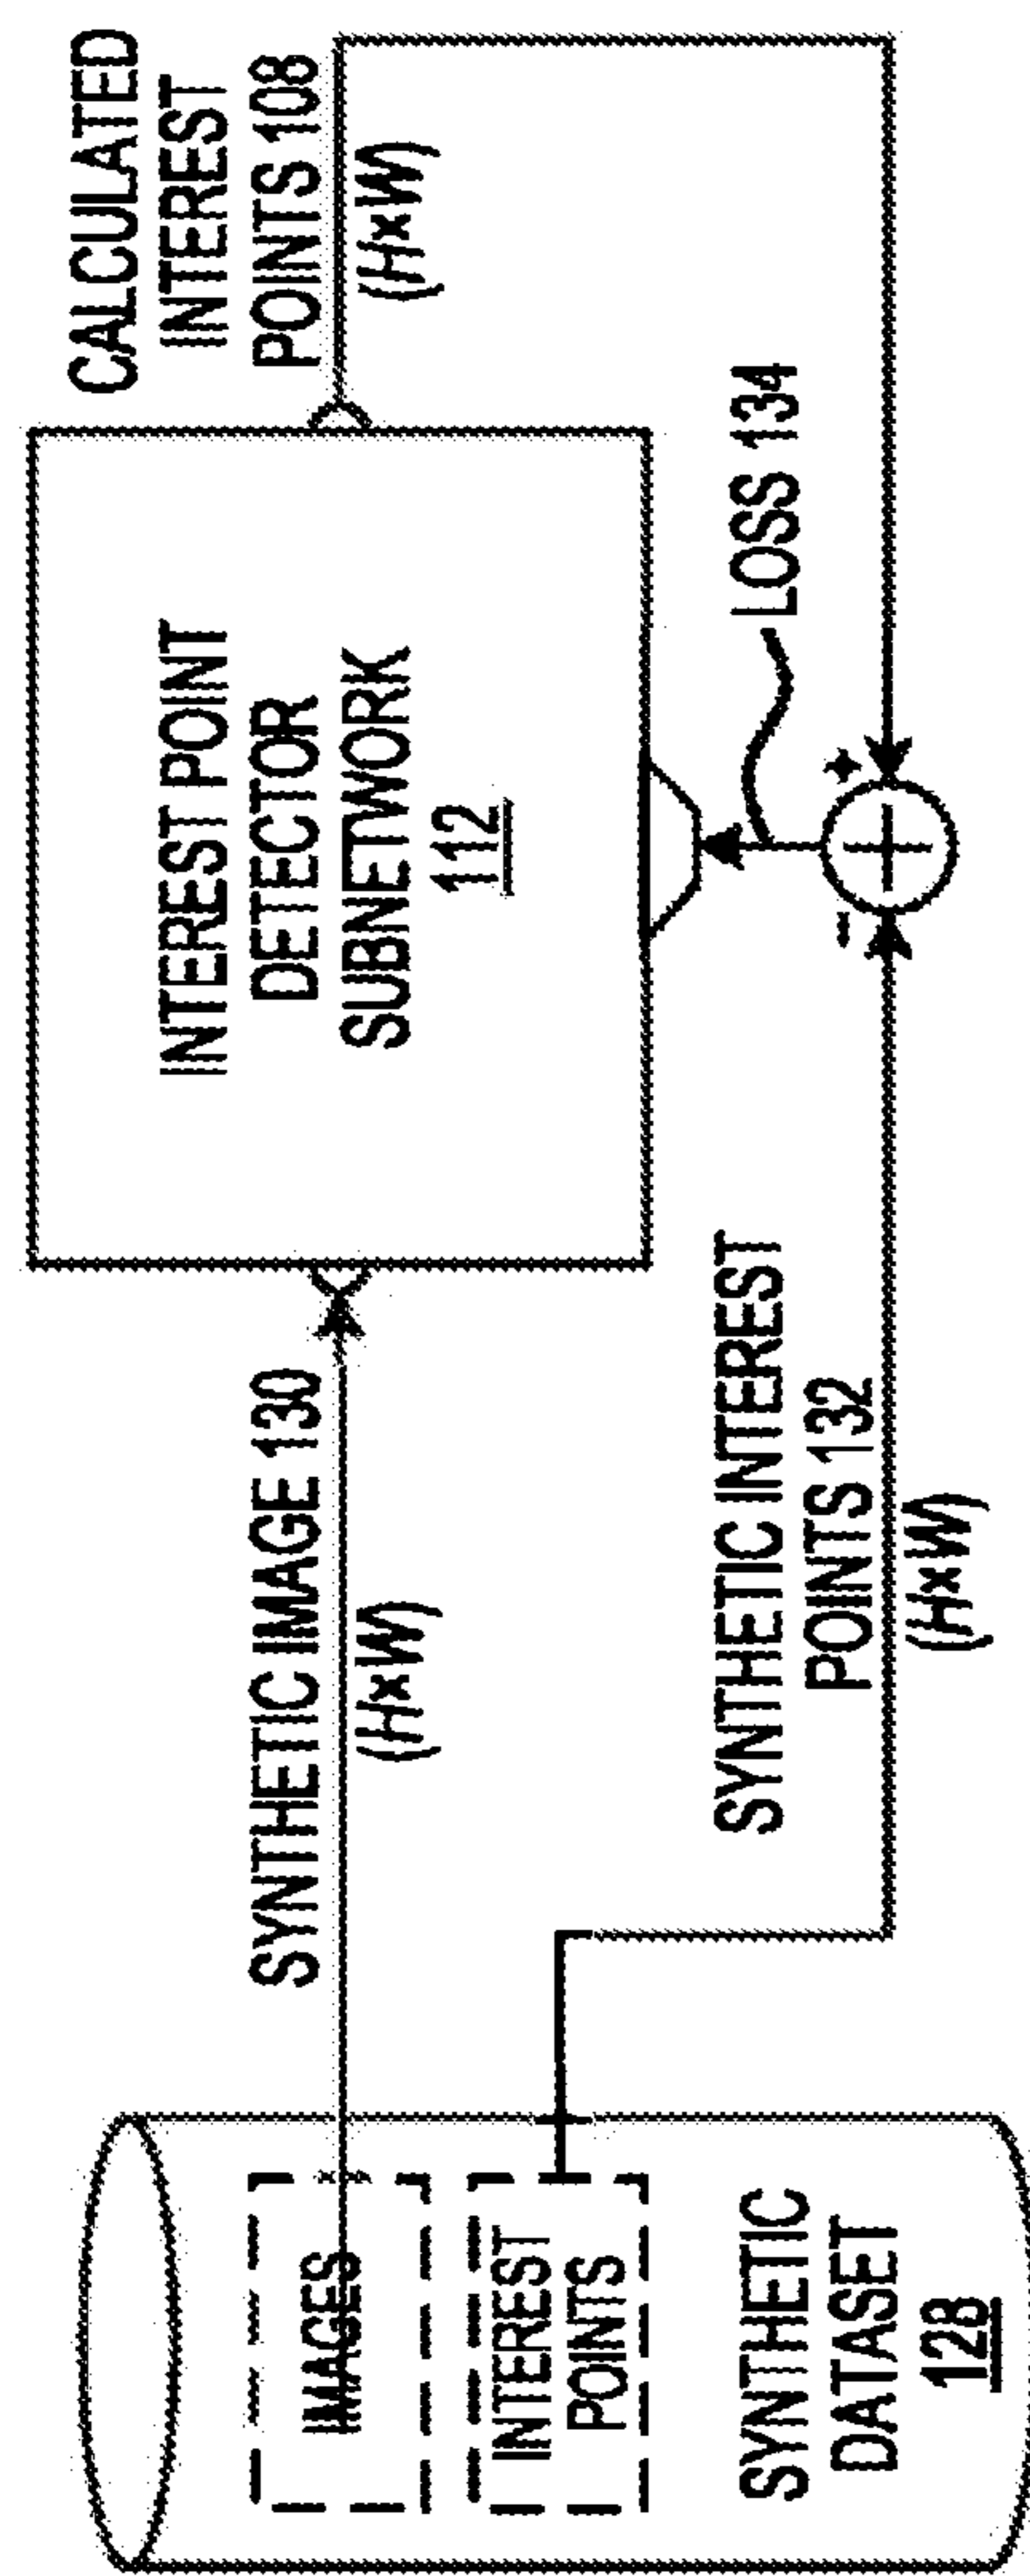 IMAGES
INTEREST
POINTS
SYNTHETIC
DATASET
128
SYNTHETIC IMAGE 130
(H×W)
SYNTHETIC INTEREST
POINTS 132
(H×W)
INTEREST POINT
DETECTOR
SUBNETWORK
112
LOSS 134
-
+
CALCULATED
INTEREST
POINTS 108
(H×W)